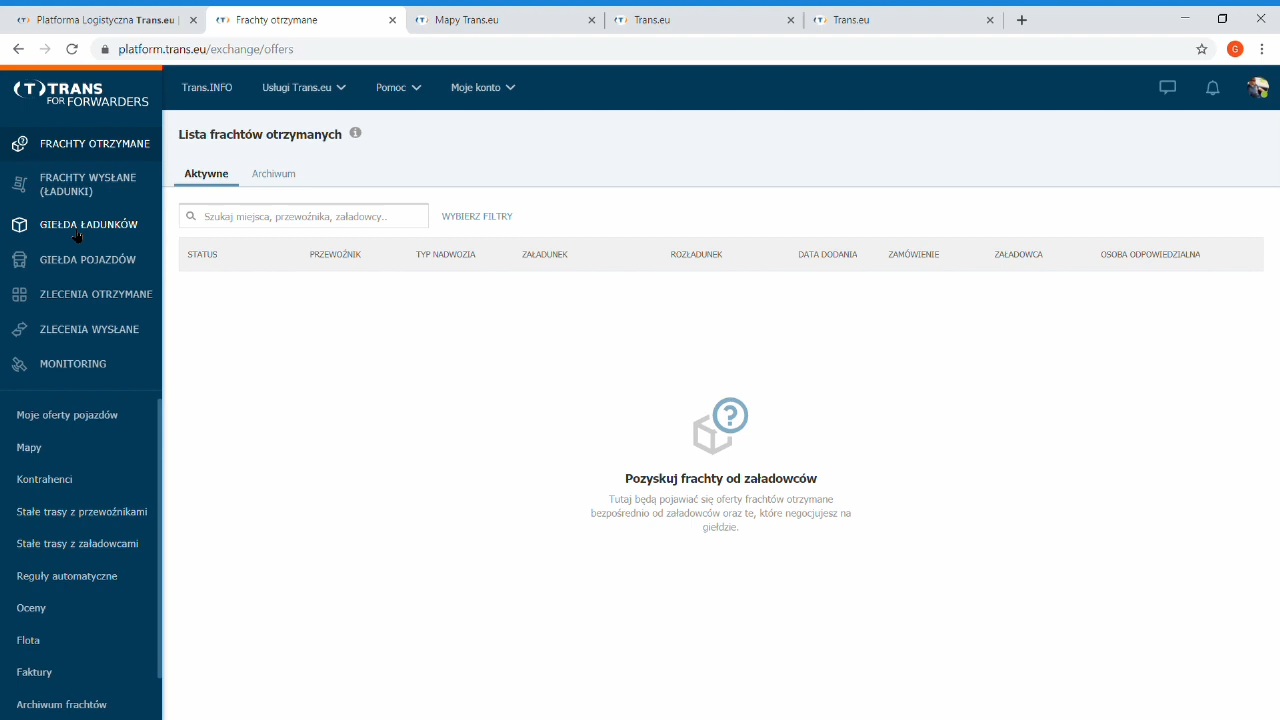 Platforma Logistyczna Trans.eu |
Frachty otrzymane
Mapy Trans.eu
Trans.eu
Trans.eu
platform.trans.eu/exchange/offers
G
(T) TRANS
FOR FORWARDERS
Trans.INFO
Usługi Trans.eu
Pomoc
Moje konto
FRACHTY OTRZYMANE
FRACHTY WYSŁANE
(ŁADUNKI)
GIEŁDA ŁADUNKÓW
GIEŁDA POJAZDÓW
ZLECENIA OTRZYMANE
ZLECENIA WYSŁANE
MONITORING
Moje oferty pojazdów
Mapy
Kontrahenci
Stałe trasy z przewoźnikami
Stałe trasy z załadowcami
Reguły automatyczne
Oceny
Flota
Faktury
Archiwum frachtów
Lista frachtów otrzymanych
Aktywne
Archiwum
Szukaj miejsca, przewoźnika, załadowcy..
WYBIERZ FILTRY
STATUS
PRZEWOŹNIK
TYP NADWOZIA
ZAŁADUNEK
ROZŁADUNEK
DATA DODANIA
ZAMÓWIENIE
ZAŁADOWCA
OSOBA ODPOWIEDZIALNA
Pozyskuj frachty od załadowców
Tutaj będą pojawiać się oferty frachtów otrzymane
bezpośrednio od załadowców oraz te, które negocjujesz na
giełdzie.